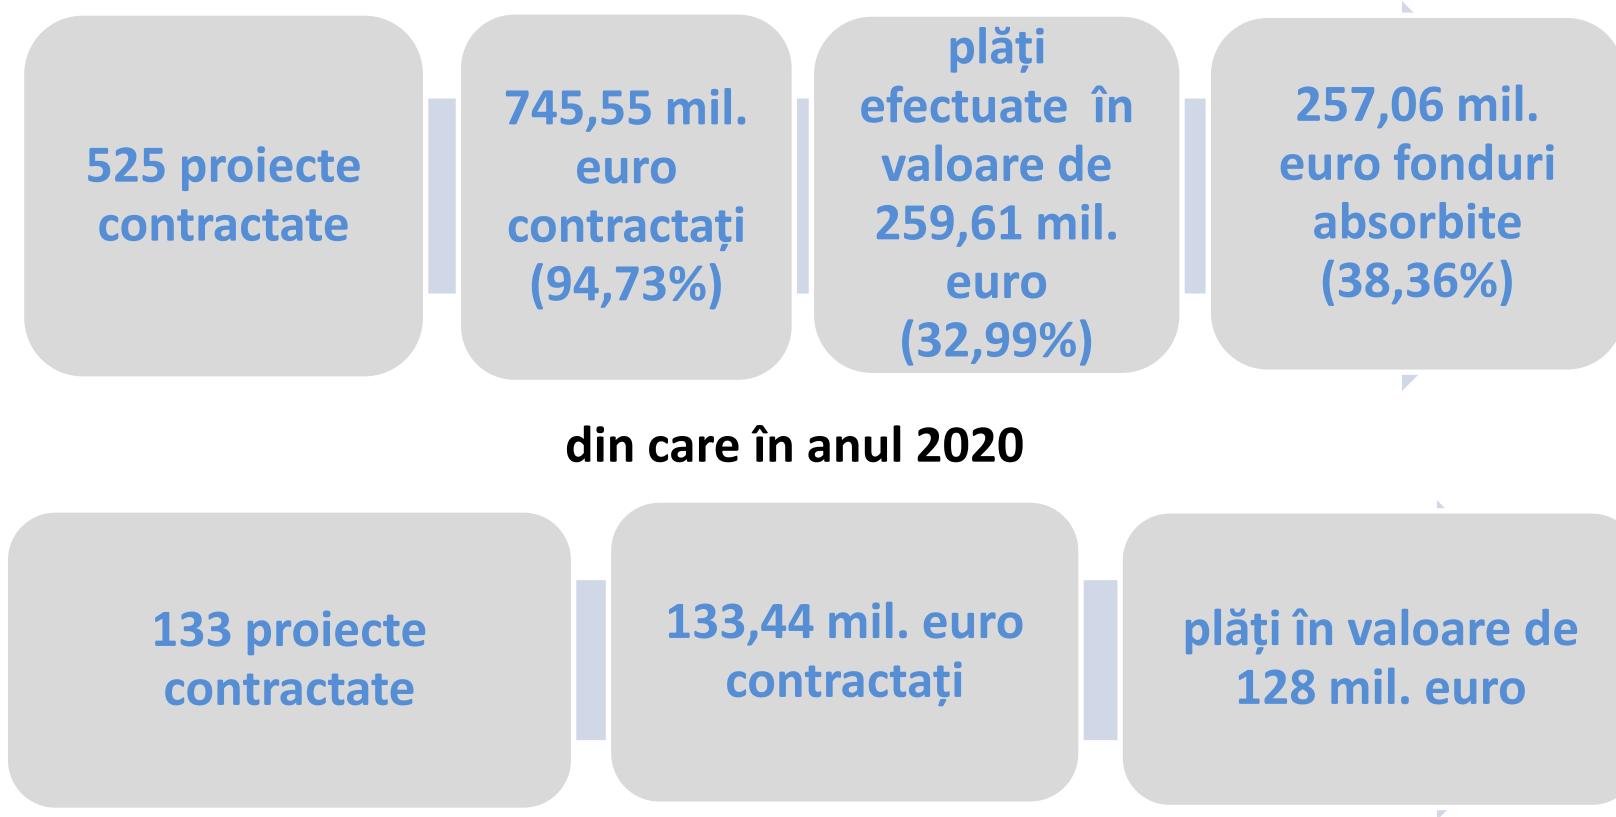 525 proiecte
contractate
745,55 mil.
euro
contractați
(94,73%)
plăți
efectuate  în
valoare de
259,61 mil.
euro
(32,99%)
257,06 mil.
euro fonduri
absorbite
(38,36%)
din care în anul 2020
133 proiecte
contractate
133,44 mil. euro
contractați
plăți în valoare de
128 mil. euro